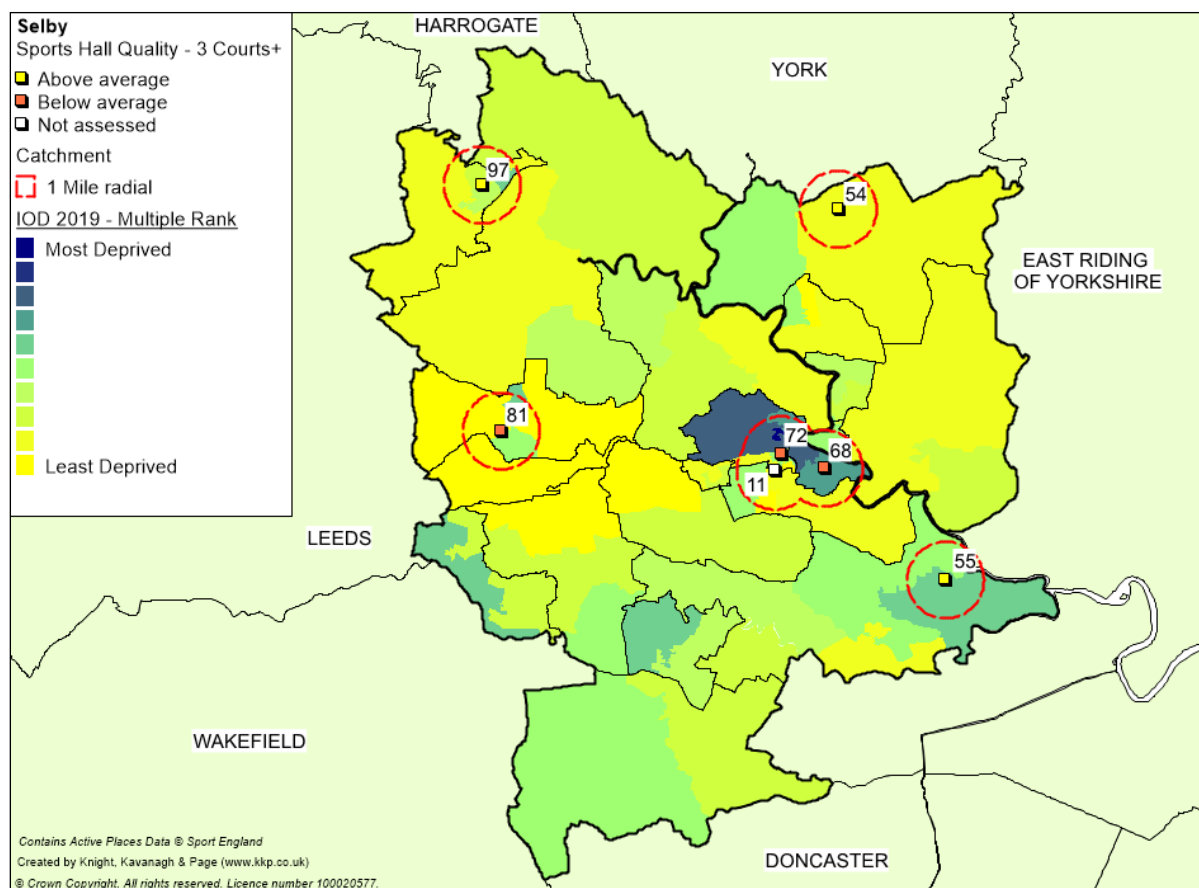 Selby
Sports Hall Quality - 3 Courts+
Above average
Below average
Not assessed
Catchment
1 Mile radial
IOD 2019 - Multiple Rank
Most Deprived
Least Deprived
HARROGATE
YORK
97
54
EAST RIDING
OF YORKSHIRE
81
72
68
11
LEEDS
55
WAKEFIELD
DONCASTER
Contains Active Places Data © Sport England
Created by Knight, Kavanagh & Page (www.kkp.co.uk)
© Crown Copyright. All rights reserved. Licence number 100020577.